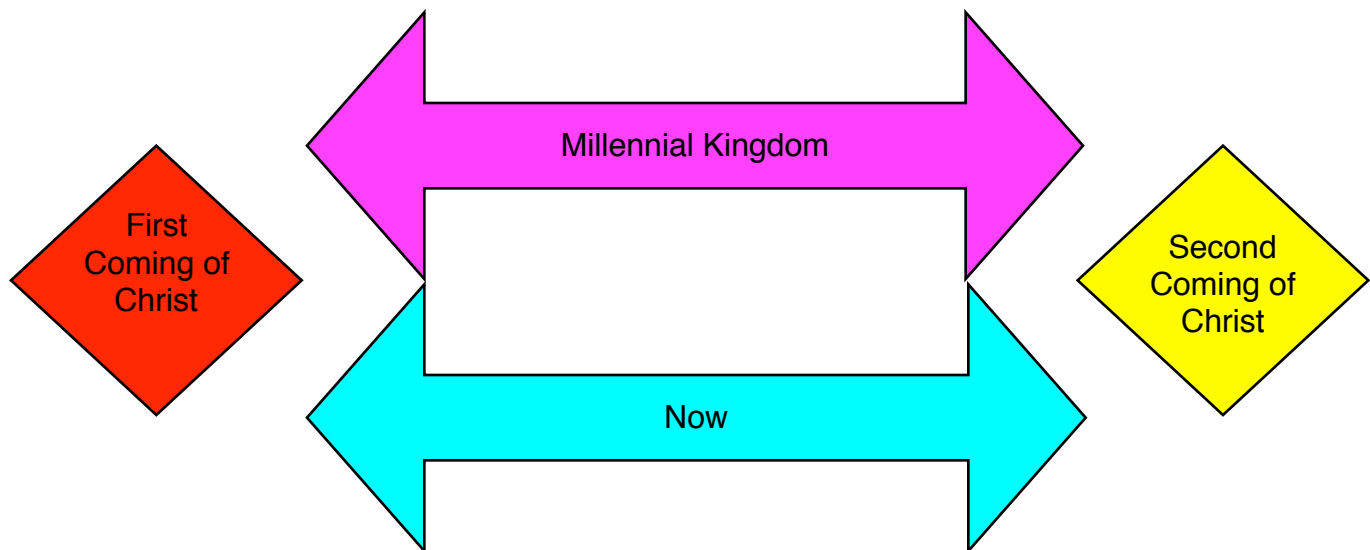 Millennial Kingdom
First
Coming of
Christ
Second
Coming of
Christ
Now